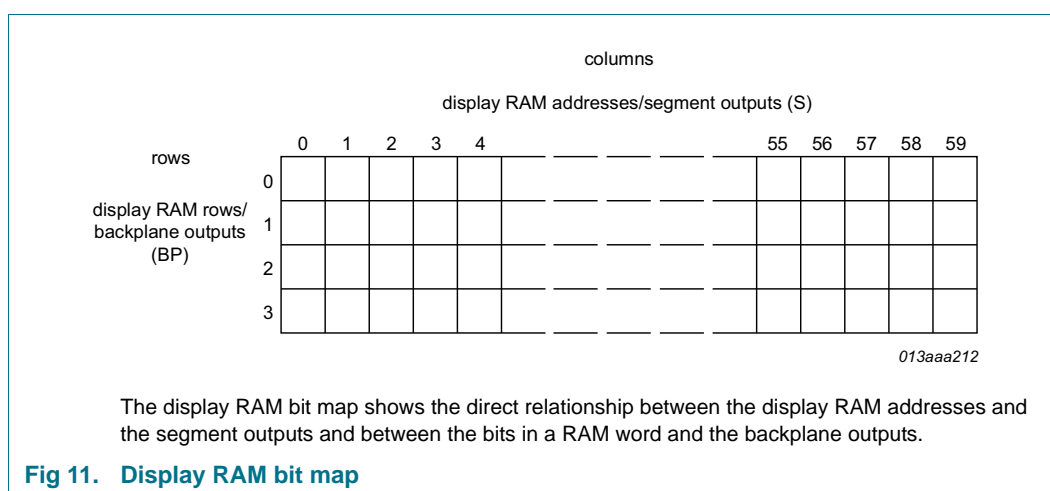 columns
display RAM addresses/segment outputs (S)
0 1 2 3 4 55 56 57 58 59
rows
0
display RAM rows/
backplane outputs
(BP)
1
2
3
013aaa212
The display RAM bit map shows the direct relationship between the display RAM addresses and
the segment outputs and between the bits in a RAM word and the backplane outputs.
Fig 11. Display RAM bit map